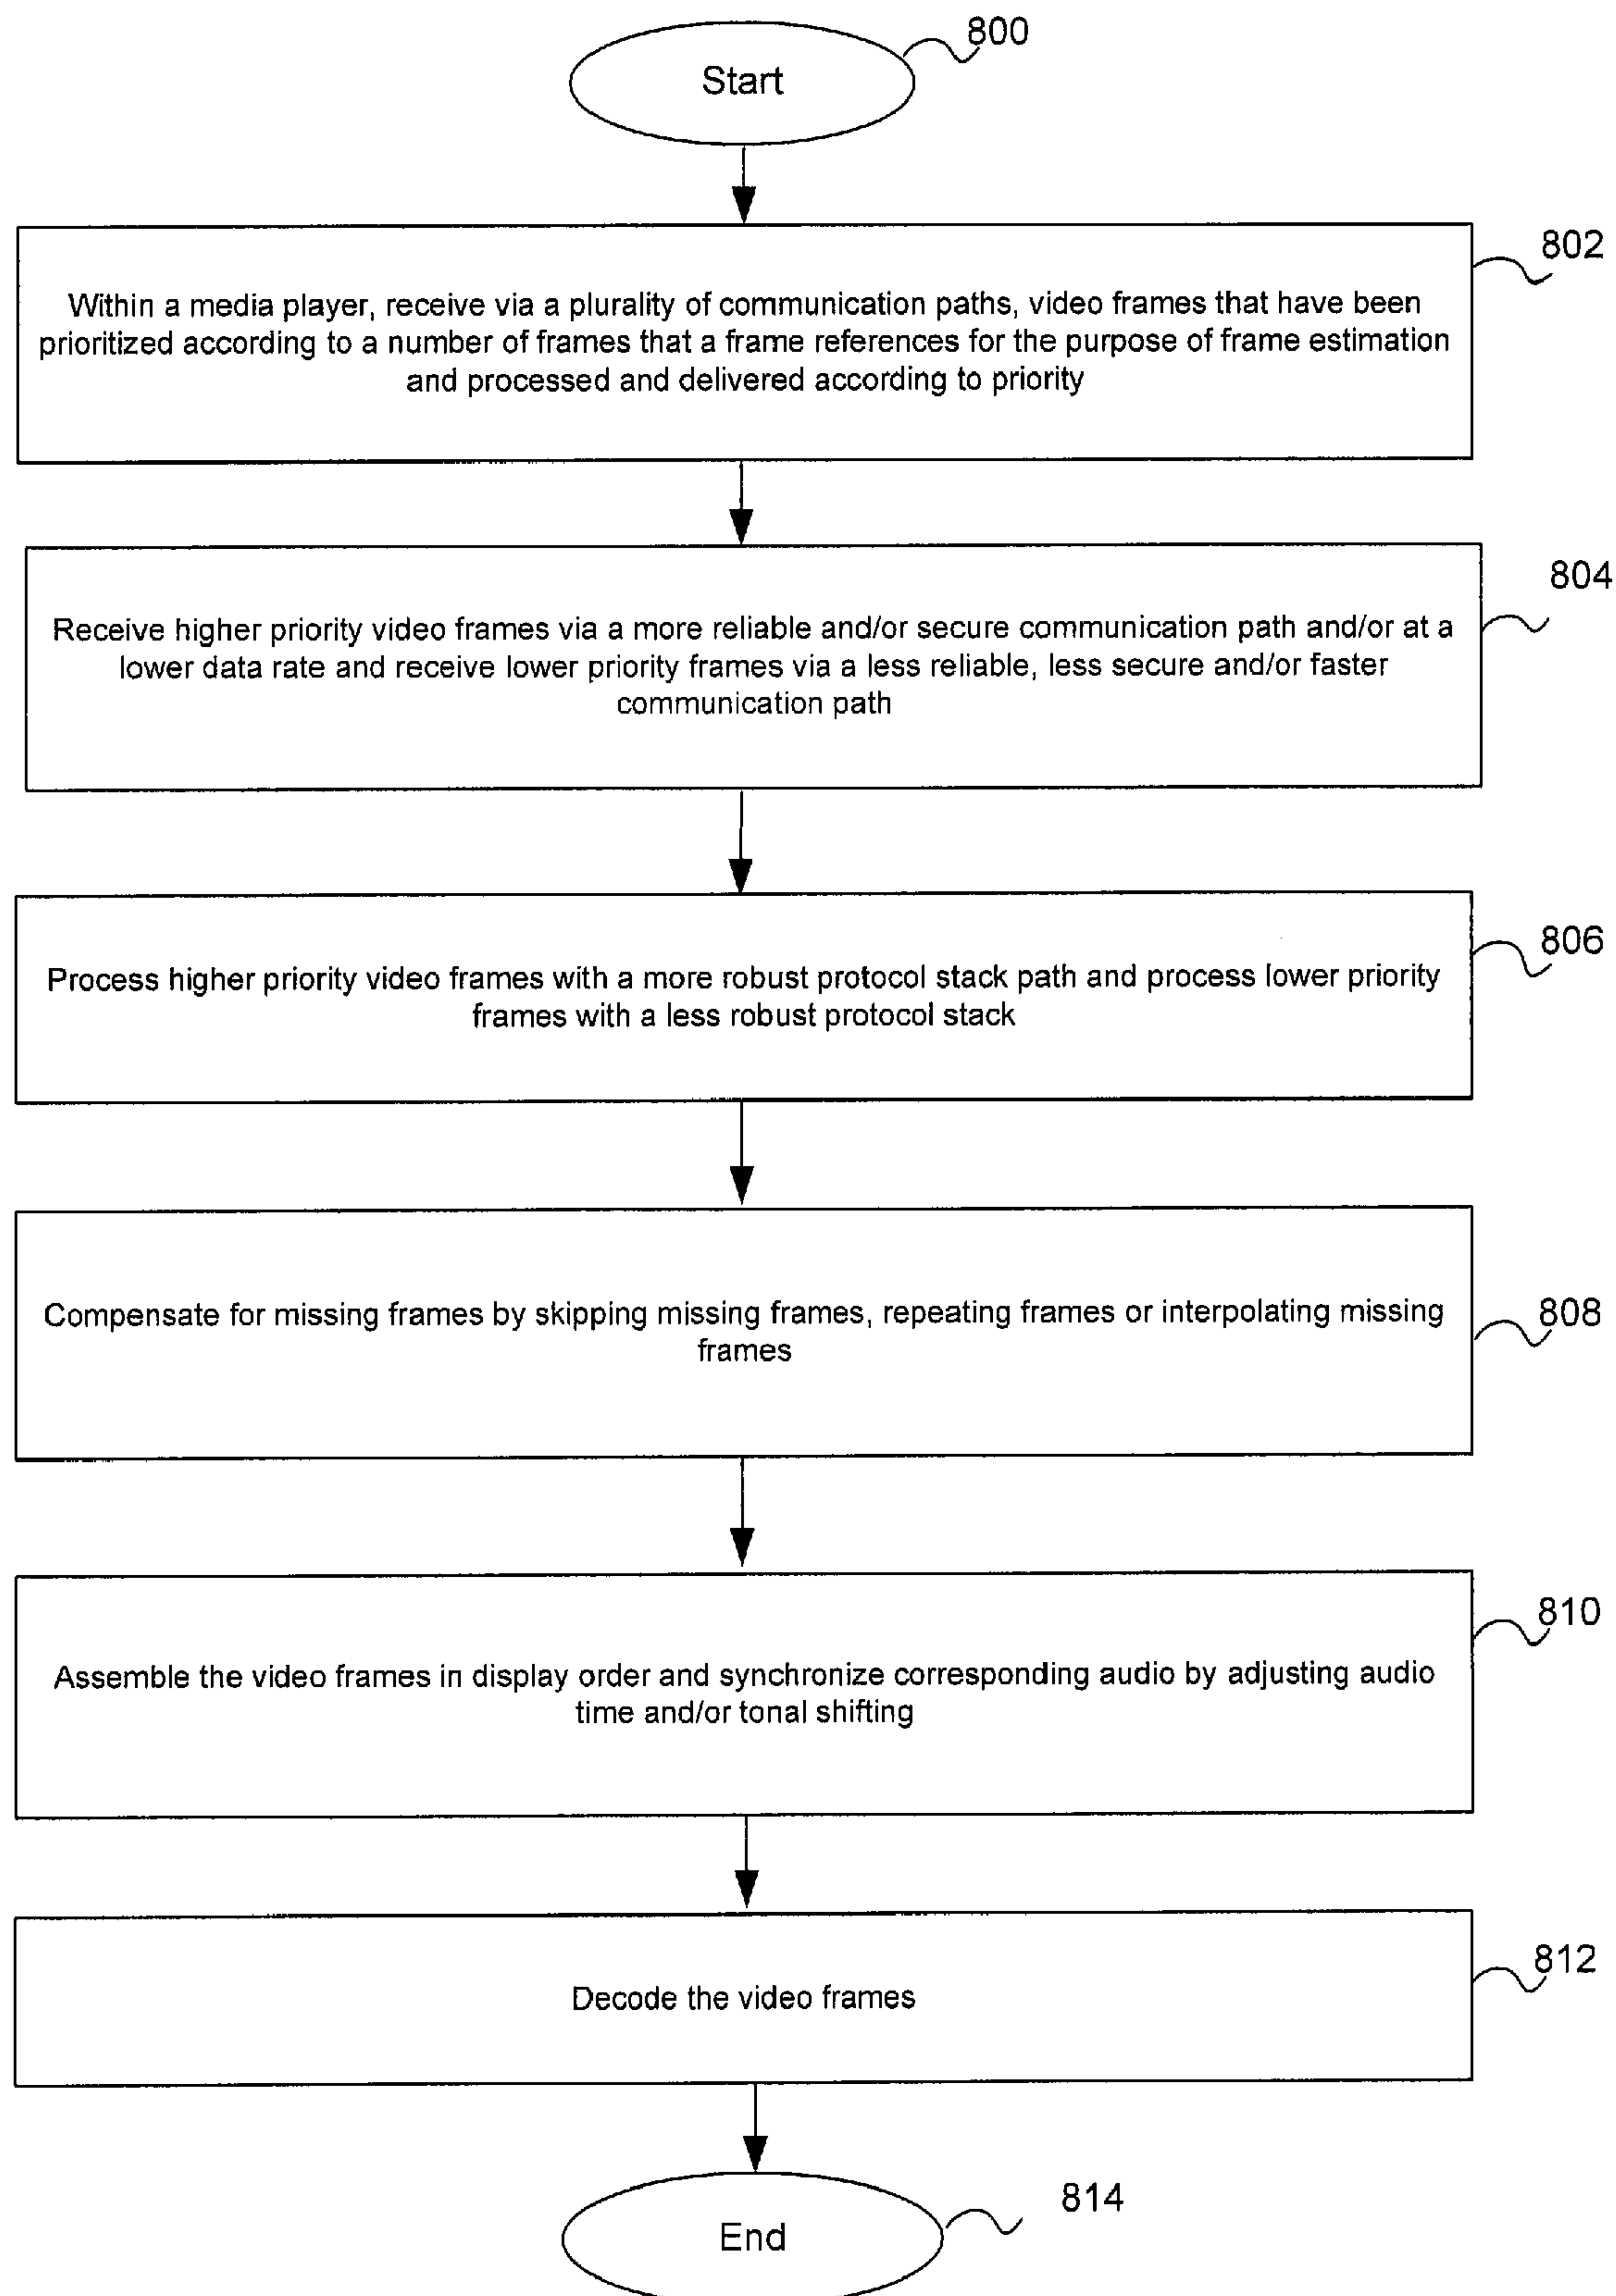 800
Start
802
Within a media player, receive via a plurality of communication paths, video frames that have been
prioritized according to a number of frames that a frame references for the purpose of frame estimation
and processed and delivered according to priority
804
Receive higher priority video frames via a more reliable and/or secure communication path and/or at a
lower data rate and receive lower priority frames via a less reliable, less secure and/or faster
communication path
806
Process higher priority video frames with a more robust protocol stack path and process lower priority
frames with a less robust protocol stack
808
Compensate for missing frames by skipping missing frames, repeating frames or interpolating missing
frames
810
Assemble the video frames in display order and synchronize corresponding audio by adjusting audio
time and/or tonal shifting
812
Decode the video frames
814
End